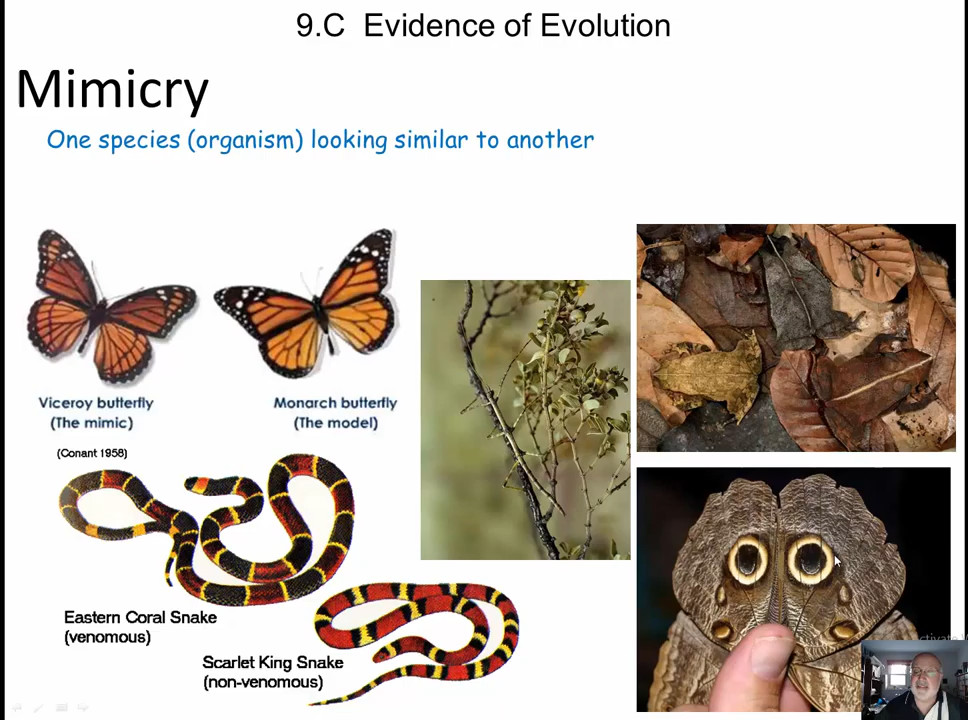 9.C Evidence of Evolution
Mimicry
One species (organism) looking similar to another
Viceroy butterfly
(The mimic)
Monarch butterfly
(The model)
(Conant 1958)
Eastern Coral Snake
(venomous)
Scarlet King Snake
(non-venomous)